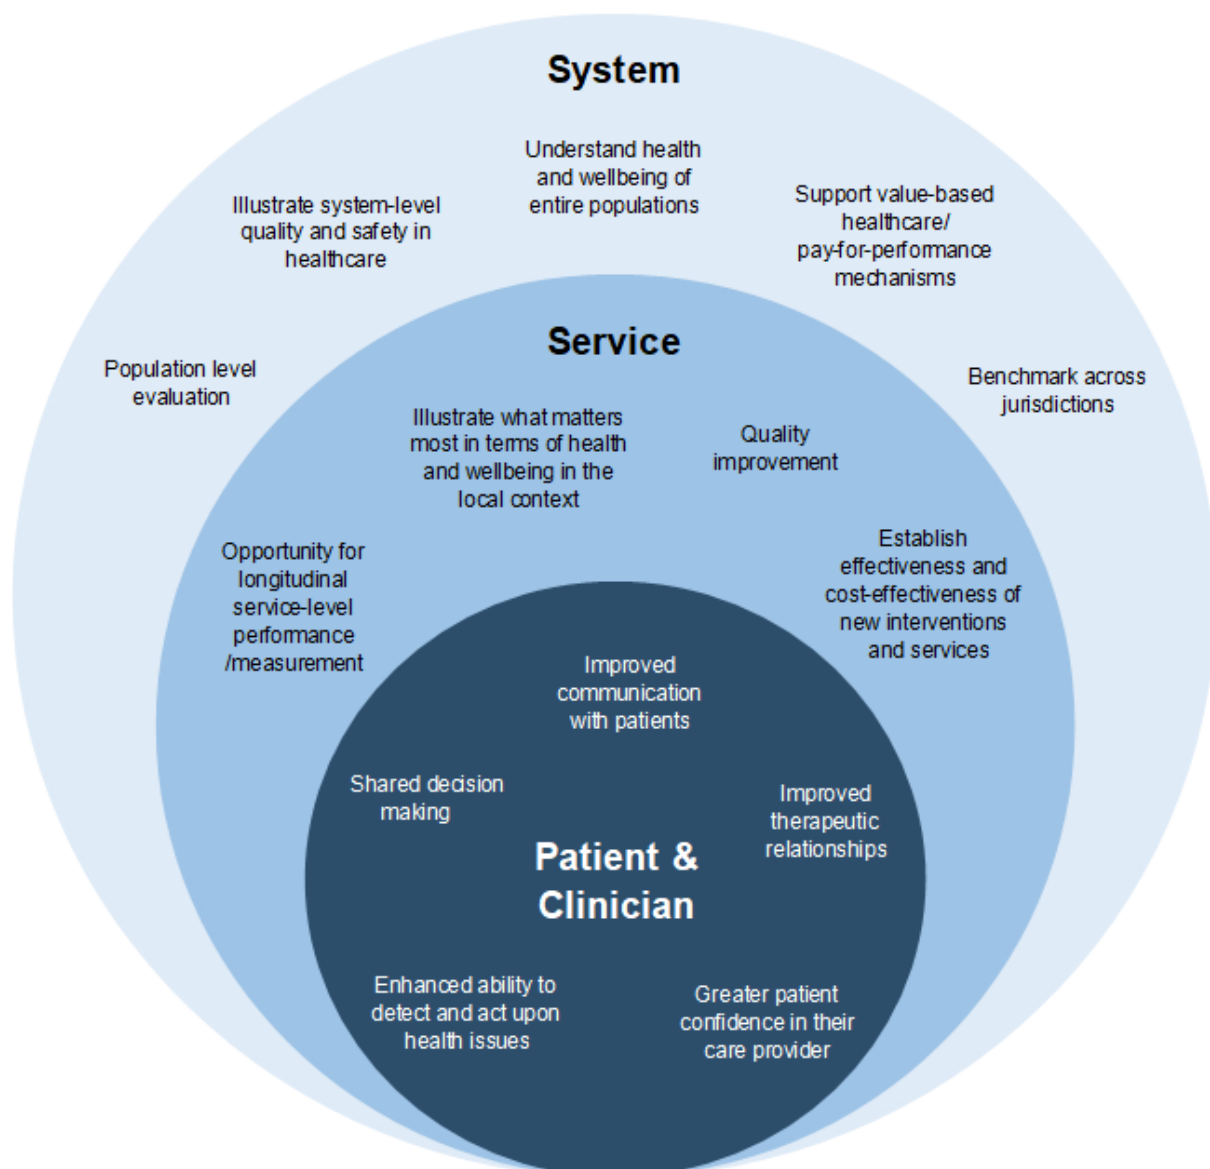 System
Understand health
and wellbeing of
entire populations
Illustrate system-level
quality and safety in
healthcare
Support value-based
healthcare/
pay-for-performance
mechanisms
Population level
evaluation
Benchmark across
jurisdictions
Service
Illustrate what matters
most in terms of health
and wellbeing in the
local context
Quality
improvement
Opportunity for
longitudinal
service-level
performance
/measurement
Establish
effectiveness and
cost-effectiveness of
new interventions
and services
Improved
communication
with patients
Shared decision
making
Improved
therapeutic
relationships
Patient &
Clinician
Enhanced ability to
detect and act upon
health issues
Greater patient
confidence in their
care provider